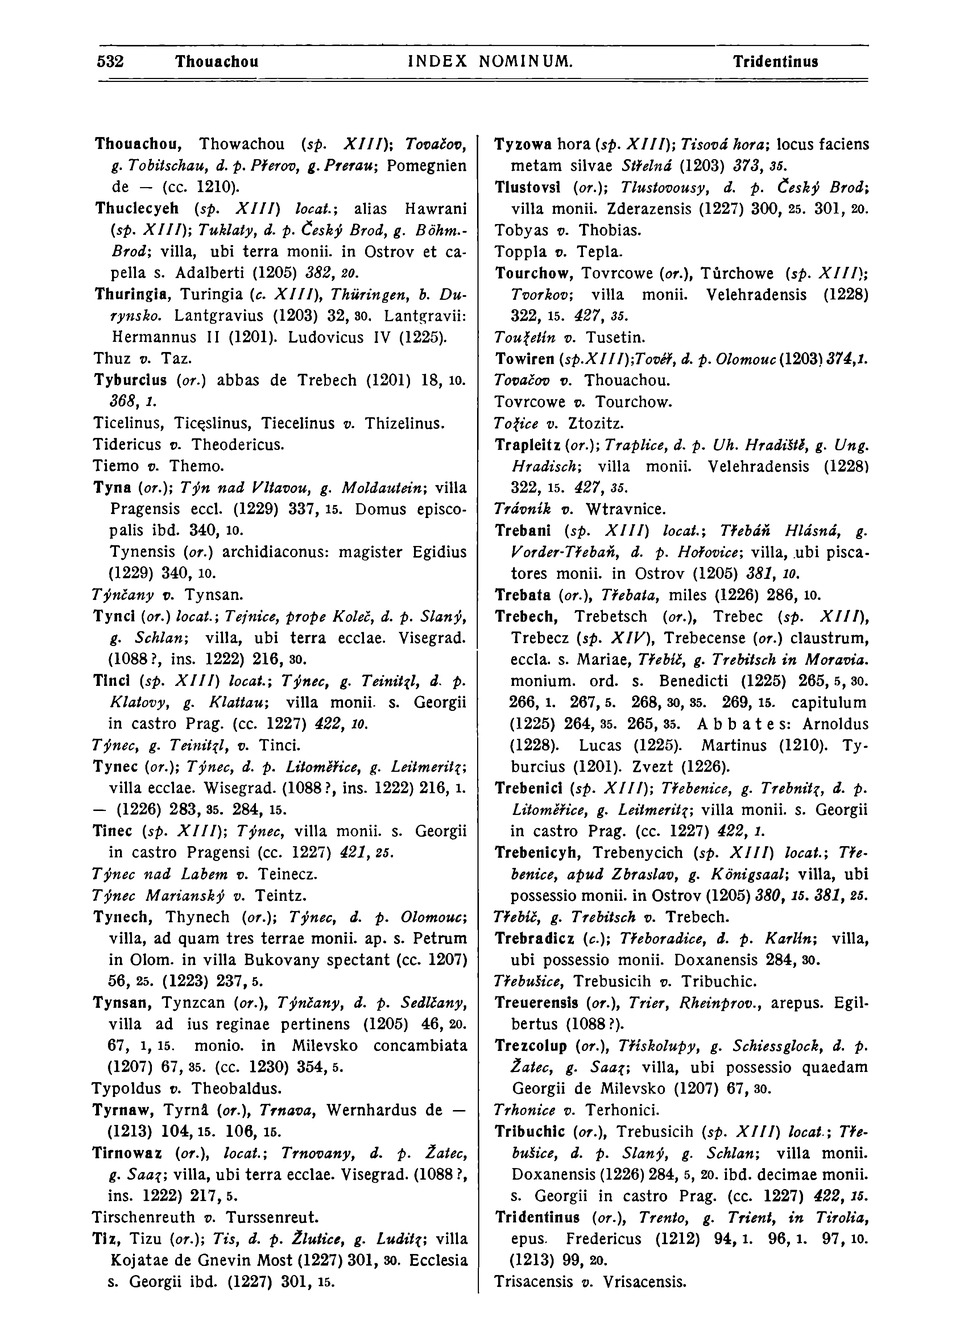 532 Thouachou INDEX NOMINUM. Tridentinus
Thouachou, Thowachou (sp. XIII); Tovačov,
g. Tobitschau, d. p. Přerov, g. Prerau; Pomegnien
de — (cc. 1210).
Thuclecyeh (sp. XIII) locat.; alias Hawrani
(sp. XIII); Tuklaty, d. p. Český Brod, g. Böhm.-
Brod; villa, ubi terra monii. in Ostrov et ca-
pella s. Adalberti (1205) 382, 20.
Thuringia, Turingia (c. XIII), Thüringen, b. Du-
rynsko. Lantgravius (1203) 32, 30. Lantgravii:
Hermannus II (1201). Ludovicus IV (1225).
Thuz v. Taz.
Tyburcius (or.) abbas de Trebech (1201) 18, 10.
368, 1.
Ticelinus, Ticęslinus, Tiecelinus v. Thizelinus.
Tidericus v. Theodericus.
Tiemo v. Themo.
Tyna (or.); Týn nad Vltavou, g. Moldautein; villa
Pragensis eccl. (1229) 337, 15. Domus episco-
palis ibd. 340, 10.
Tynensis (or.) archidiaconus: magister Egidius
(1229) 340, 10.
Týnčany v. Tynsan.
Tynci (or.) locat.; Tejnice, prope Koleč, d. p. Slaný,
g. Schlan; villa, ubi terra ecclae. Visegrad.
(1088?, ins. 1222) 216, 30.
Tinci (sp. XIII) locat.; Týnec, g. Teinitzl, d. p.
Klatovy, g. Klattau; villa monii. s. Georgii
in castro Prag. (cc. 1227) 422, 10.
Týnec, g. Teinitzl, v. Tinci.
Tynec (or.); Týnec, d. p. Litoměřice, g. Leitmeritz;
villa ecclae. Wisegrad. (1088?, ins. 1222) 216, 1.
— (1226) 283, 35. 284, 15.
Tinec (sp. XIII); Týnec, villa monii. s. Georgii
in castro Pragensi (cc. 1227) 421, 25.
Týnec nad Labem v. Teinecz.
Týnec Marianský v. Teintz.
Tynech, Thynech (or.); Týnec, d. p. Olomouc;
villa, ad quam tres terrae monii. ap. s. Petrum
in Olom. in villa Bukovany spectant (cc. 1207)
56, 25. (1223) 237, 5.
Tynsan, Tynzcan (or.), Týnčany, d. p. Sedlčany,
villa ad ius reginae pertinens (1205) 46, 20.
67, 1, 15. monio. in Milevsko concambiata
(1207) 67, 35. (cc. 1230) 354, 5.
Typoldus v. Theobaldus.
Tyrnaw, Tyrnâ (or.), Trnava, Wernhardus de —
(1213) 104, 15. 106, 15.
Tirnowaz (or.), locat.; Trnovany, d. p. Žatec,
g. Saaz; villa, ubi terra ecclae. Visegrad. (1088?,
ins. 1222) 217, 5.
Tirschenreuth v. Turssenreut.
Tiz, Tizu (or.); Tis, d. p. Žlutice, g. Luditz; villa
Kojatae de Gnevin Most (1227) 301, 30. Ecclesia
s. Georgii ibd. (1227) 301, 15.
Tyzowa hora (sp. XIII); Tisová hora; locus faciens
metam silvae Střelná (1203) 373, 35.
Tlustovsi (or.); Tlustovousy, d. p. Český Brod;
villa monii. Zderazensis (1227) 300, 25. 301, 20.
Tobyas v. Thobias.
Toppla v. Tepla.
Tourchow, Tovrcowe (or.), Tůrchowe (sp. XIII);
Tvorkov; villa monii. Velehradensis (1228)
322, 15. 427, 35.
Toužetín v. Tusetin.
Towiren (sp. XIII); Tovéř, d. p. Olomouc (1203) 374, 1.
Tovačov v. Thouachou.
Tovrcowe v. Tourchow.
Tožice v. Ztozitz.
Trapleitz (or.); Traplice, d. p. Uh. Hradiště, g. Ung.
Hradisch; villa monii. Velehradensis (1228)
322, 15. 427, 35.
Trávník v. Wtravnice.
Trebani (sp. XIII) locat.; Třebáň Hlásná, g.
Vorder-Třebaň, d. p. Hořovice; villa, ubi pisca-
tores monii. in Ostrov (1205) 381, 10.
Trebata (or.), Třebata, miles (1226) 286, 10.
Trebech, Trebetsch (or.), Trebec (sp. XIII),
Trebecz (sp. XIV), Trebecense (or.) claustrum,
eccla. s. Mariae, Třebíč, g. Trebitsch in Moravia.
monium. ord. s. Benedicti (1225) 265, 5, 30.
266, 1. 267, 5. 268, 30, 35. 269, 15. capitulum
(1225) 264, 35. 265, 35. Abbates: Arnoldus
(1228). Lucas (1225). Martinus (1210). Ty-
burcius (1201). Zvezt (1226).
Trebenici (sp. XIII); Třebenice, g. Trebnitz, d. p.
Litoměřice, g. Leitmeritz; villa monii. s. Georgii
in castro Prag. (cc. 1227) 422, 1.
Trebenicyh, Trebenycich (sp. XIII) locat.; Tře-
benice, apud Zbraslav, g. Königsaal; villa, ubi
possessio monii. in Ostrov (1205) 380, 15. 381, 25.
Třebíč, g. Trebitsch v. Trebech.
Trebradicz (c.); Třeboradice, d. p. Karlín; villa,
ubi possessio monii. Doxanensis 284, 30.
Třebušice, Trebusicih v. Tribuchic.
Treuerensis (or.), Trier, Rheinprov., arepus. Egil-
bertus (1088?).
Trezcolup (or.), Třískolupy, g. Schiessglock, d. p.
Žatec, g. Saaz; villa, ubi possessio quaedam
Georgii de Milevsko (1207) 67, 30.
Trhonice v. Terhonici.
Tribuchic (or.), Trebusicih (sp. XIII) locat.; Tře-
bušice, d. p. Slaný, g. Schlan; villa monii.
Doxanensis (1226) 284, 5, 20. ibd. decimae monii.
s. Georgii in castro Prag. (cc. 1227) 422, 15.
Tridentinus (or.), Trento, g. Trient, in Tirolia,
epus. Fredericus (1212) 94, 1. 96, 1. 97, 10.
(1213) 99, 20.
Trisacensis v. Vrisacensis.